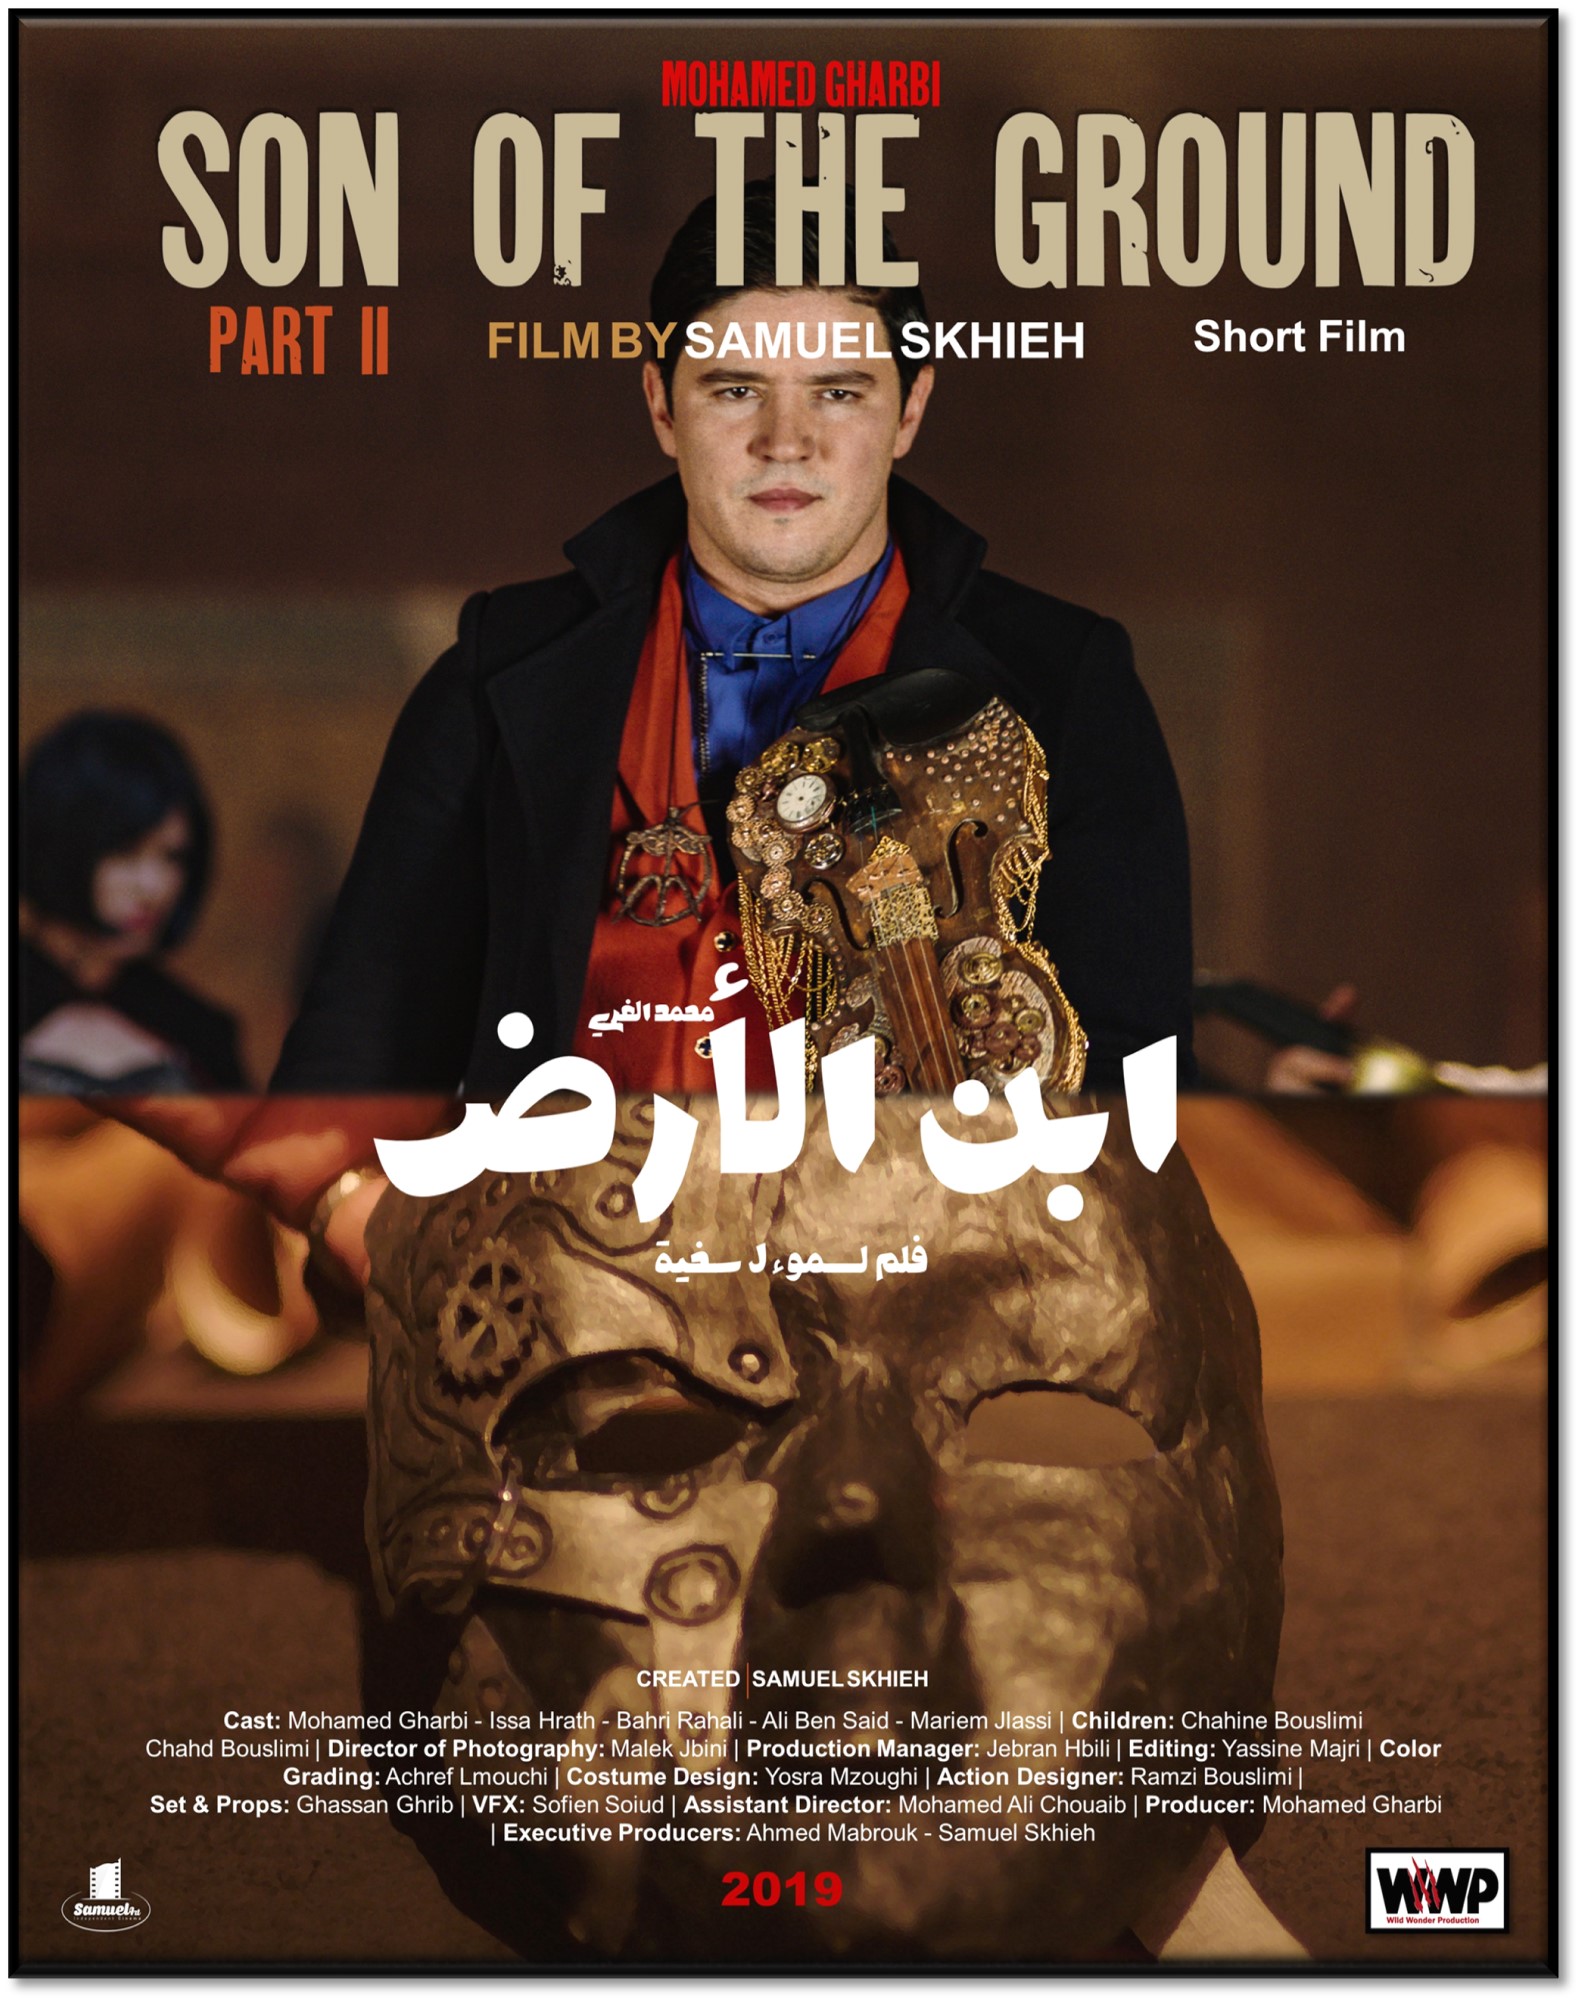 MOHAMED GHARBI
SON OF THE GROUND
PART II FILM BY SAMUEL SKHIEH Short Film
محمد الغربي
ابن الأرض
فلم لـموءل سخية
CREATED | SAMUEL SKHIEH
Cast: Mohamed Gharbi - Issa Hrath - Bahri Rahali - Ali Ben Said - Mariem Jlassi | Children: Chahine Bouslimi
Chahd Bouslimi | Director of Photography: Malek Jbini | Production Manager: Jebran Hbili | Editing: Yassine Majri | Color
Grading: Achref Lmouchi | Costume Design: Yosra Mzoughi | Action Designer: Ramzi Bouslimi |
Set & Props: Ghassan Ghrib | VFX: Sofien Soiud | Assistant Director: Mohamed Ali Chouaib | Producer: Mohamed Gharbi
| Executive Producers: Ahmed Mabrouk - Samuel Skhieh
2019
Samuel4d
Independent Cinema
WWP
Wild Wonder Production